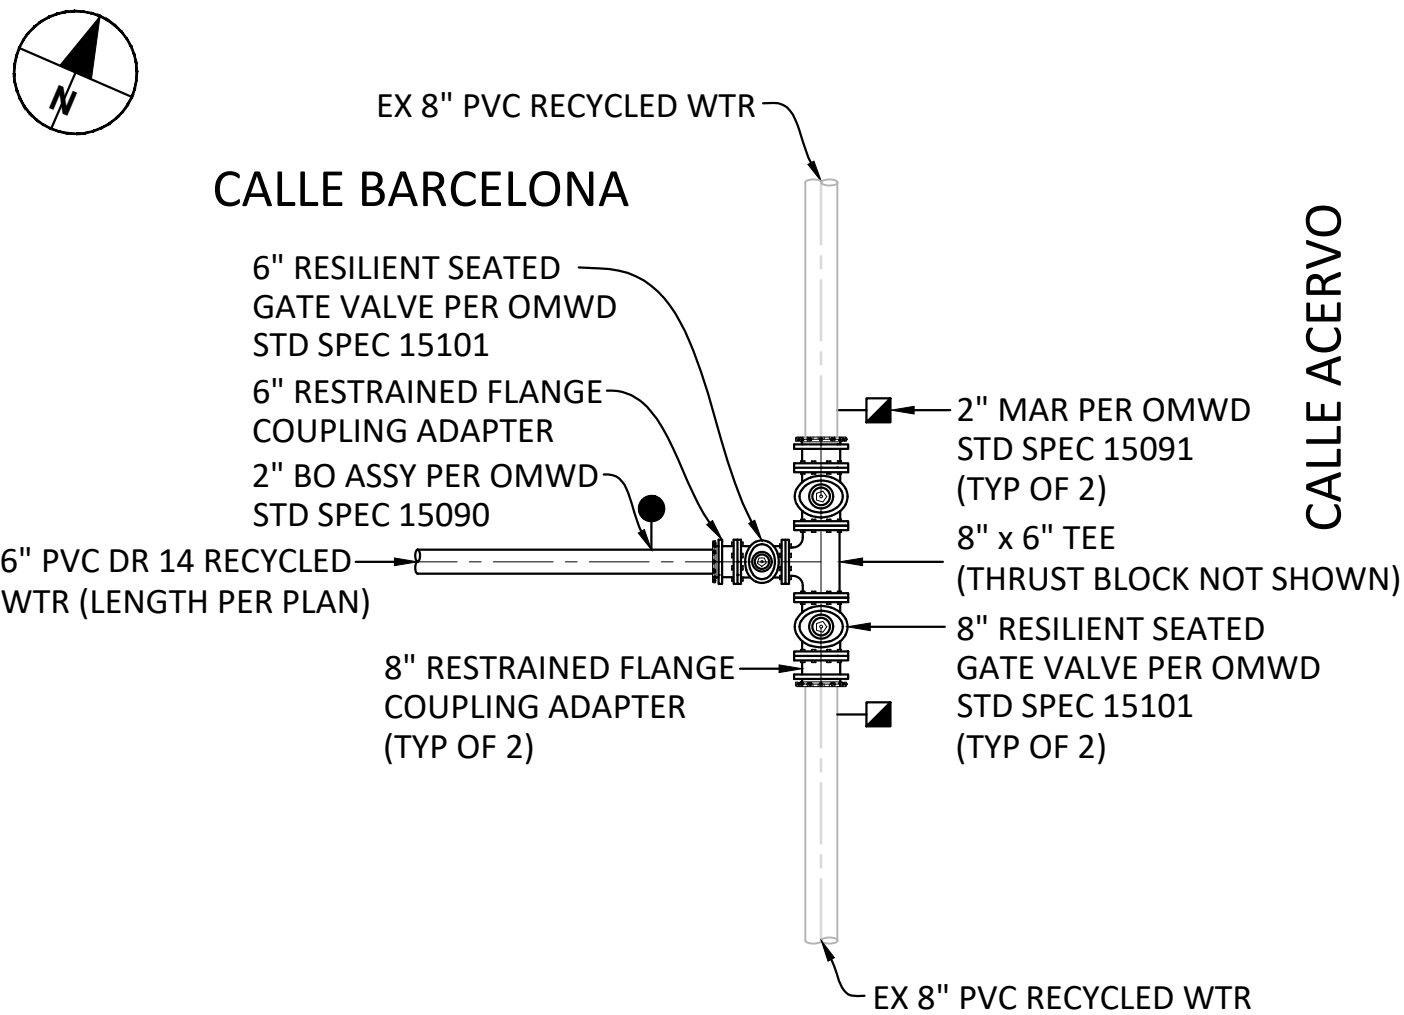 N
EX 8" PVC RECYCLED WTR
CALLE BARCELONA
6" RESILIENT SEATED
GATE VALVE PER OMWD
STD SPEC 15101
6" RESTRAINED FLANGE
COUPLING ADAPTER
2" BO ASSY PER OMWD
STD SPEC 15090
6" PVC DR 14 RECYCLED
WTR (LENGTH PER PLAN)
8" RESTRAINED FLANGE
COUPLING ADAPTER
(TYP OF 2)
CALLE ACERVO
2" MAR PER OMWD
STD SPEC 15091
(TYP OF 2)
8" x 6" TEE
(THRUST BLOCK NOT SHOWN)
8" RESILIENT SEATED
GATE VALVE PER OMWD
STD SPEC 15101
(TYP OF 2)
EX 8" PVC RECYCLED WTR